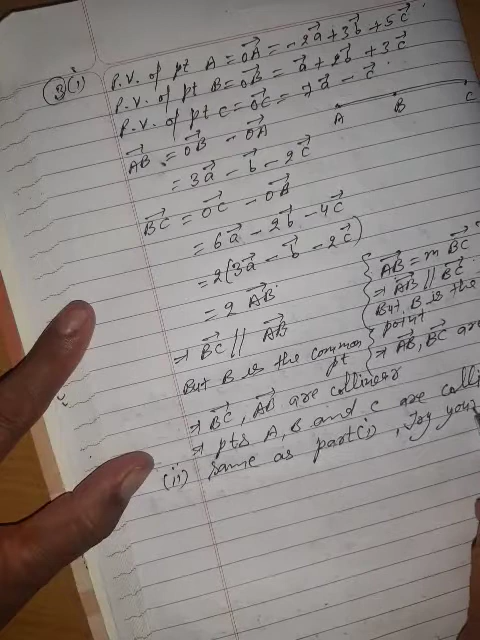 3 (i) P.V. of pt A = OA⃗ = -2a⃗ + 3b⃗ + 5c⃗
P.V. of pt B = OB⃗ = a⃗ + 2b⃗ + 3c⃗
P.V. of pt C = OC⃗ = 7a⃗ - c⃗.
AB⃗ = OB⃗ - OA⃗
A B C
= 3a⃗ - b⃗ - 2c⃗
BC⃗ = OC⃗ - OB⃗
= 6a⃗ - 2b⃗ - 4c⃗
= 2(3a⃗ - b⃗ - 2c⃗)
= 2 AB⃗
⇒ BC⃗ // AB⃗
But B is the common
pt
⇒ BC⃗, AB⃗ are collinear
⇒ pts A, B and C are colli
(ii) same as part(i), Try your
AB⃗ = m BC⃗
⇒ AB⃗ // BC⃗
But B is the
point
⇒ AB⃗, BC⃗ are